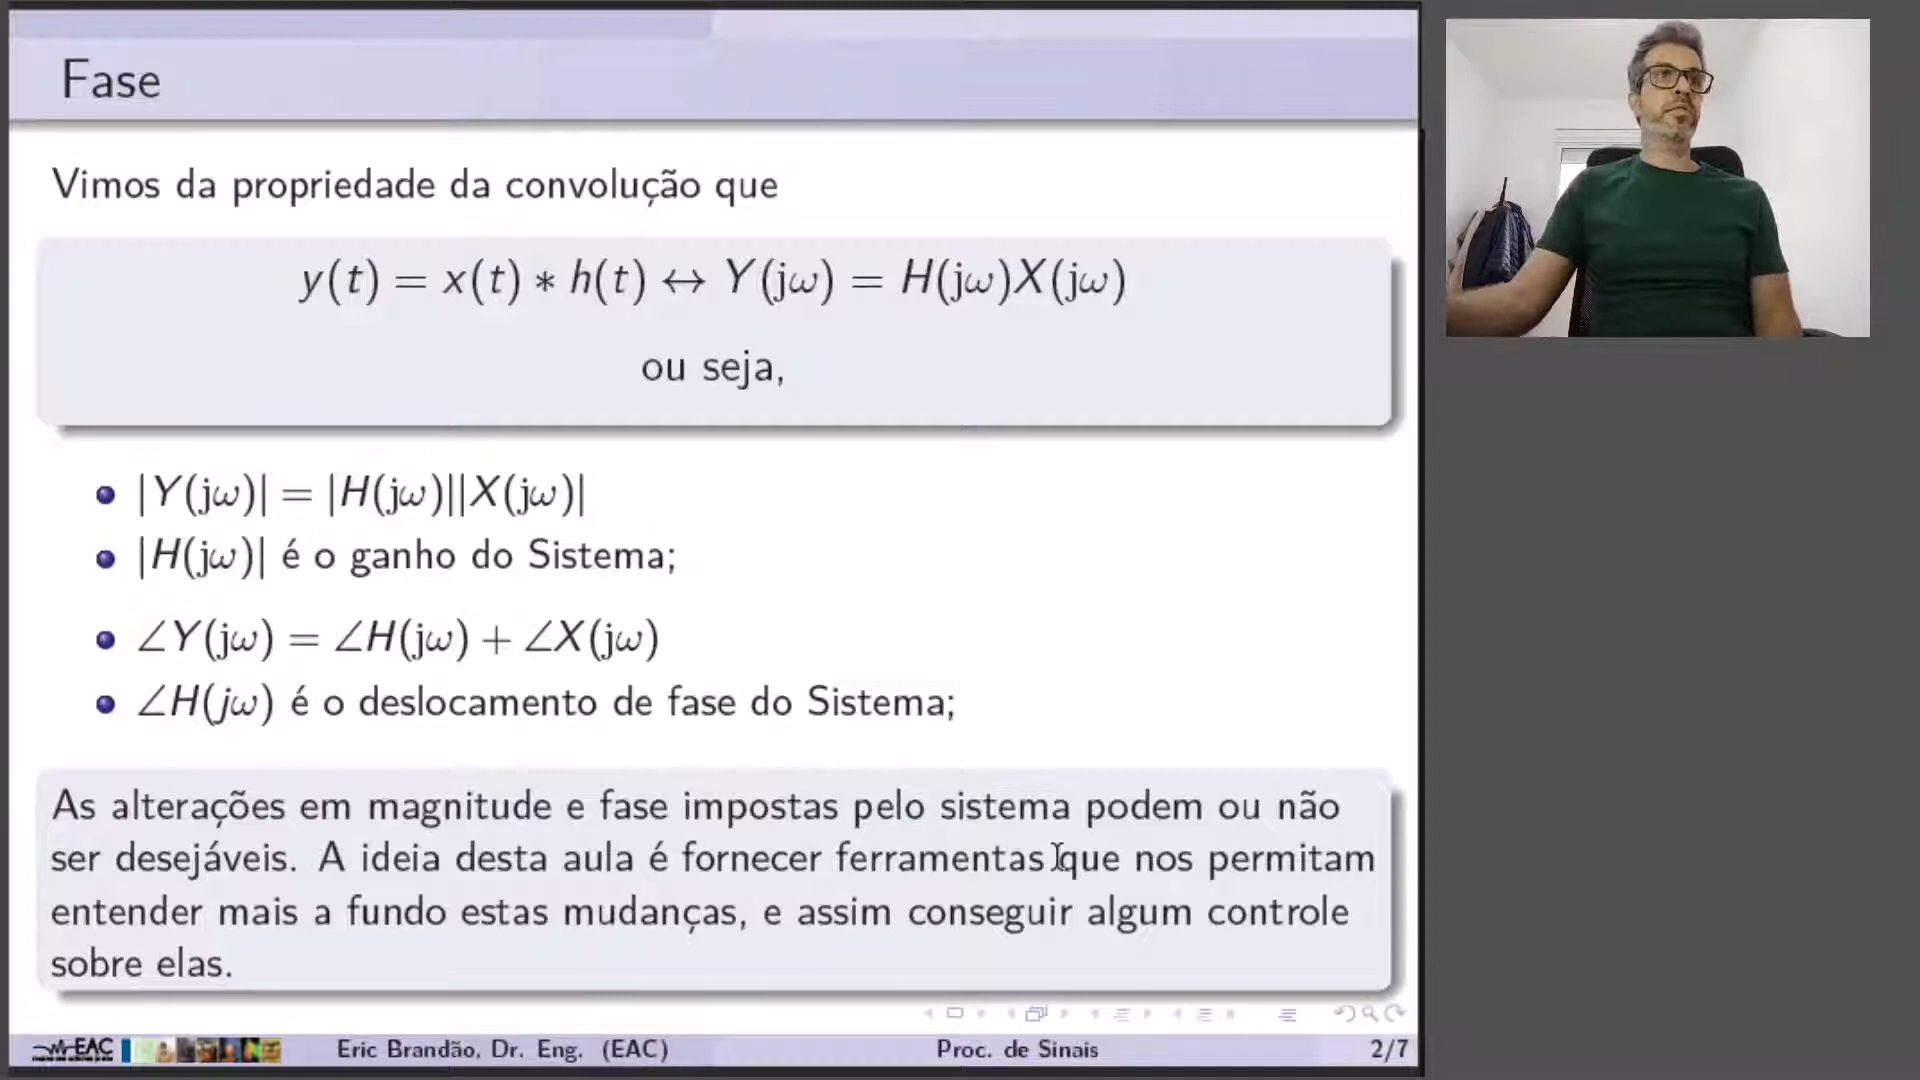 Fase
Vimos da propriedade da convolução que
y(t) = x(t) ∗ h(t) ↔ Y(jω) = H(jω)X(jω)
ou seja,
|Y(jω)| = |H(jω)||X(jω)|
|H(jω)| é o ganho do Sistema;
∠Y(jω) = ∠H(jω) + ∠X(jω)
∠H(jω) é o deslocamento de fase do Sistema;
As alterações em magnitude e fase impostas pelo sistema podem ou não
ser desejáveis. A ideia desta aula é fornecer ferramentas que nos permitam
entender mais a fundo estas mudanças, e assim conseguir algum controle
sobre elas.
EAC
Eric Brandão, Dr. Eng. (EAC)
Proc. de Sinais
2/7